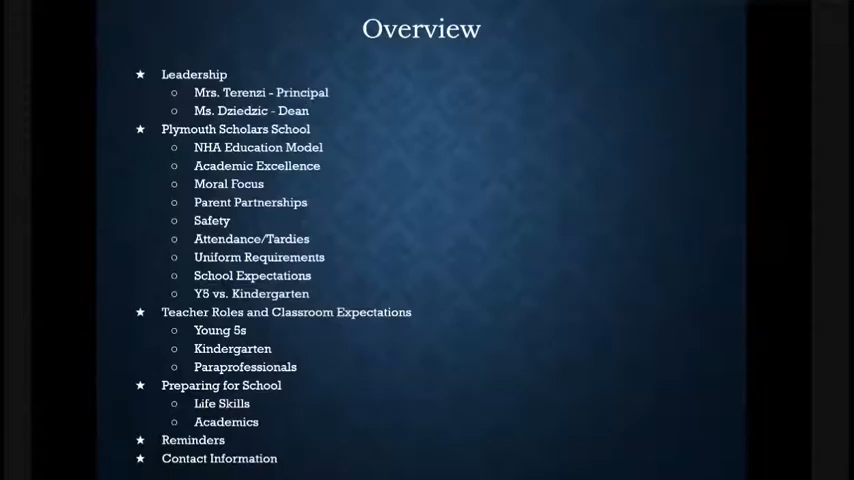 Overview
★ Leadership
○ Mrs. Terenzi - Principal
○ Ms. Dziedzic - Dean
★ Plymouth Scholars School
○ NHA Education Model
○ Academic Excellence
○ Moral Focus
○ Parent Partnerships
○ Safety
○ Attendance/Tardies
○ Uniform Requirements
○ School Expectations
○ Y5 vs. Kindergarten
★ Teacher Roles and Classroom Expectations
○ Young 5s
○ Kindergarten
○ Paraprofessionals
★ Preparing for School
○ Life Skills
○ Academics
★ Reminders
★ Contact Information